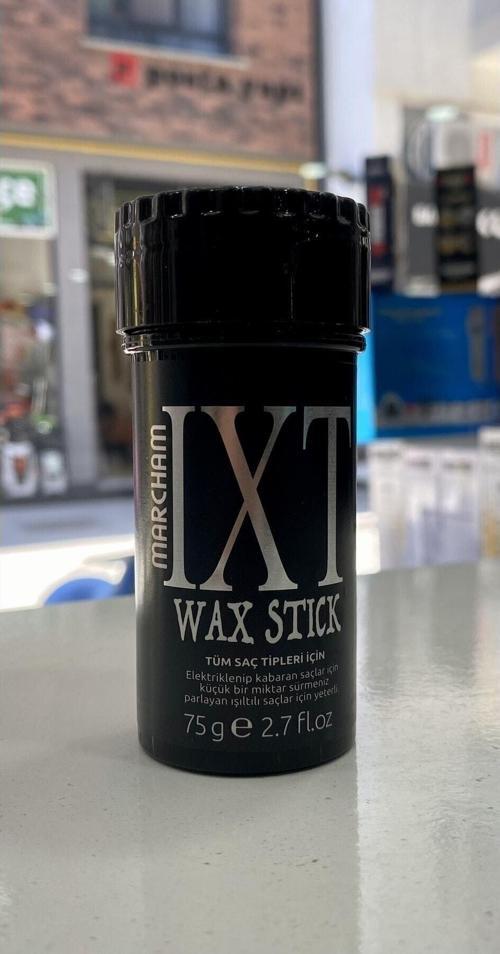 MARCHAM
IXT
WAX STICK
TÜM SAÇ TİPLERİ İÇİN
Elektriklenip kabaran saçlar için
küçük bir miktar sürmeniz
parlayan ışıltılı saçlar için yeterli.
75 g e 2.7 fl.oz